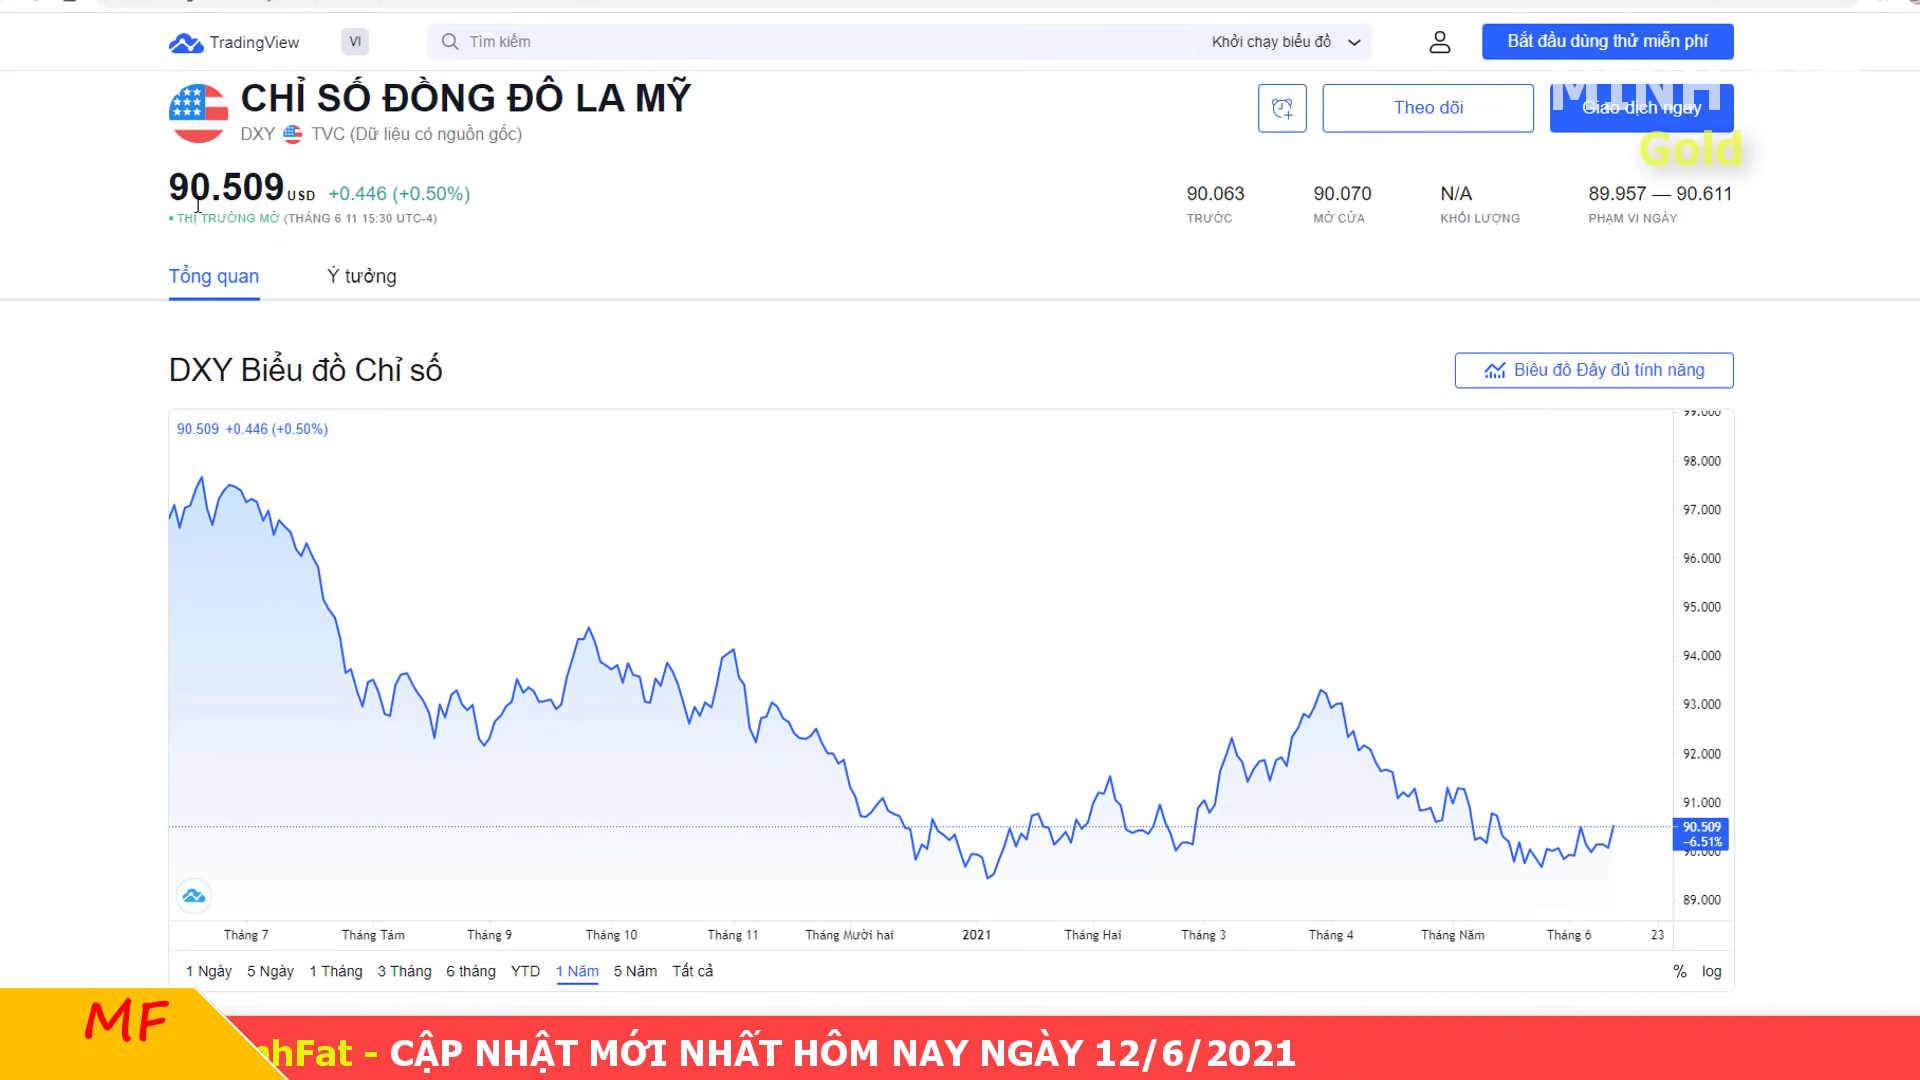 TradingView
VI
Tìm kiếm
Khởi chạy biểu đồ
Bắt đầu dùng thử miễn phí
CHỈ SỐ ĐỒNG ĐÔ LA MỸ
DXY TVC (Dữ liệu có nguồn gốc)
Theo dõi
Giao dịch ngay
MINH
Gold
90.509 USD +0.446 (+0.50%)
THỊ TRƯỜNG MỞ (THÁNG 6 11 15:30 UTC-4)
90.063
TRƯỚC
90.070
MỞ CỬA
N/A
KHỐI LƯỢNG
89.957 — 90.611
PHẠM VI NGÀY
Tổng quan
Ý tưởng
DXY Biểu đồ Chỉ số
Biểu đồ Đầy đủ tính năng
90.509 +0.446 (+0.50%)
99.000
98.000
97.000
96.000
95.000
94.000
93.000
92.000
91.000
90.509
−6.51%
90.000
89.000
Tháng 7 Tháng Tám Tháng 9 Tháng 10 Tháng 11 Tháng Mười hai 2021 Tháng Hai Tháng 3 Tháng 4 Tháng Năm Tháng 6 23
1 Ngày 5 Ngày 1 Tháng 3 Tháng 6 tháng YTD 1 Năm 5 Năm Tất cả % log
MF
nhFat - CẬP NHẬT MỚI NHẤT HÔM NAY NGÀY 12/6/2021